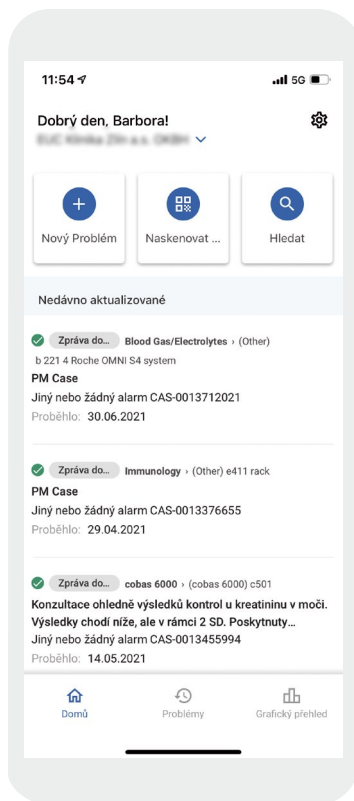 11:54
5G
Dobrý den, Barbora!
Nový Problém
Naskenovat ...
Hledat
Nedávno aktualizované
Zpráva do... Blood Gas/Electrolytes › (Other)
b 221 4 Roche OMNI S4 system
PM Case
Jiný nebo žádný alarm CAS-0013712021
Proběhlo: 30.06.2021
Zpráva do... Immunology › (Other) e411 rack
PM Case
Jiný nebo žádný alarm CAS-0013376655
Proběhlo: 29.04.2021
Zpráva do... cobas 6000 › (cobas 6000) c501
Konzultace ohledně výsledků kontrol u kreatininu v moči.
Výsledky chodí níže, ale v rámci 2 SD. Poskytnuty...
Jiný nebo žádný alarm CAS-0013455994
Proběhlo: 14.05.2021
Domů
Problémy
Grafický přehled